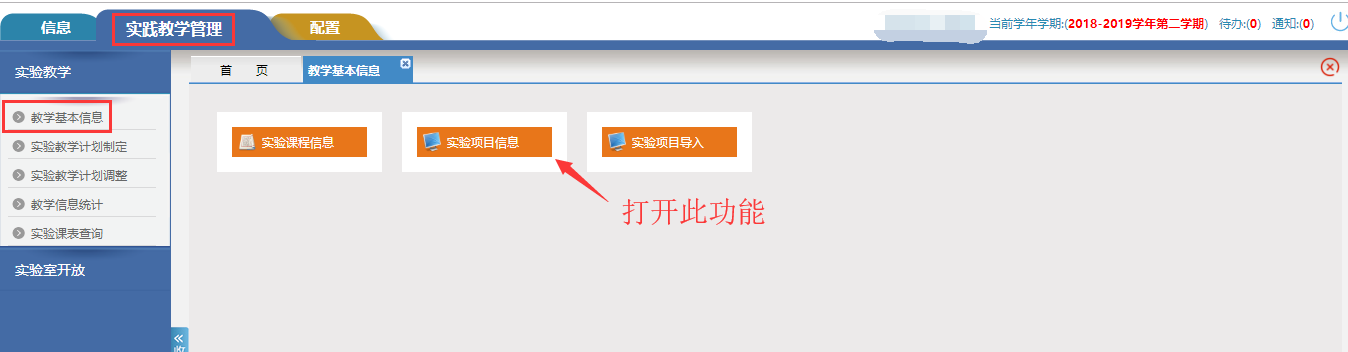 信息
实践教学管理
配置
当前学年学期:(2018-2019学年第二学期) 待办:(0) 通知:(0)
实验教学
教学基本信息
实验教学计划制定
实验教学计划调整
教学信息统计
实验课表查询
实验室开放
首 页
教学基本信息
实验课程信息
实验项目信息
实验项目导入
打开此功能